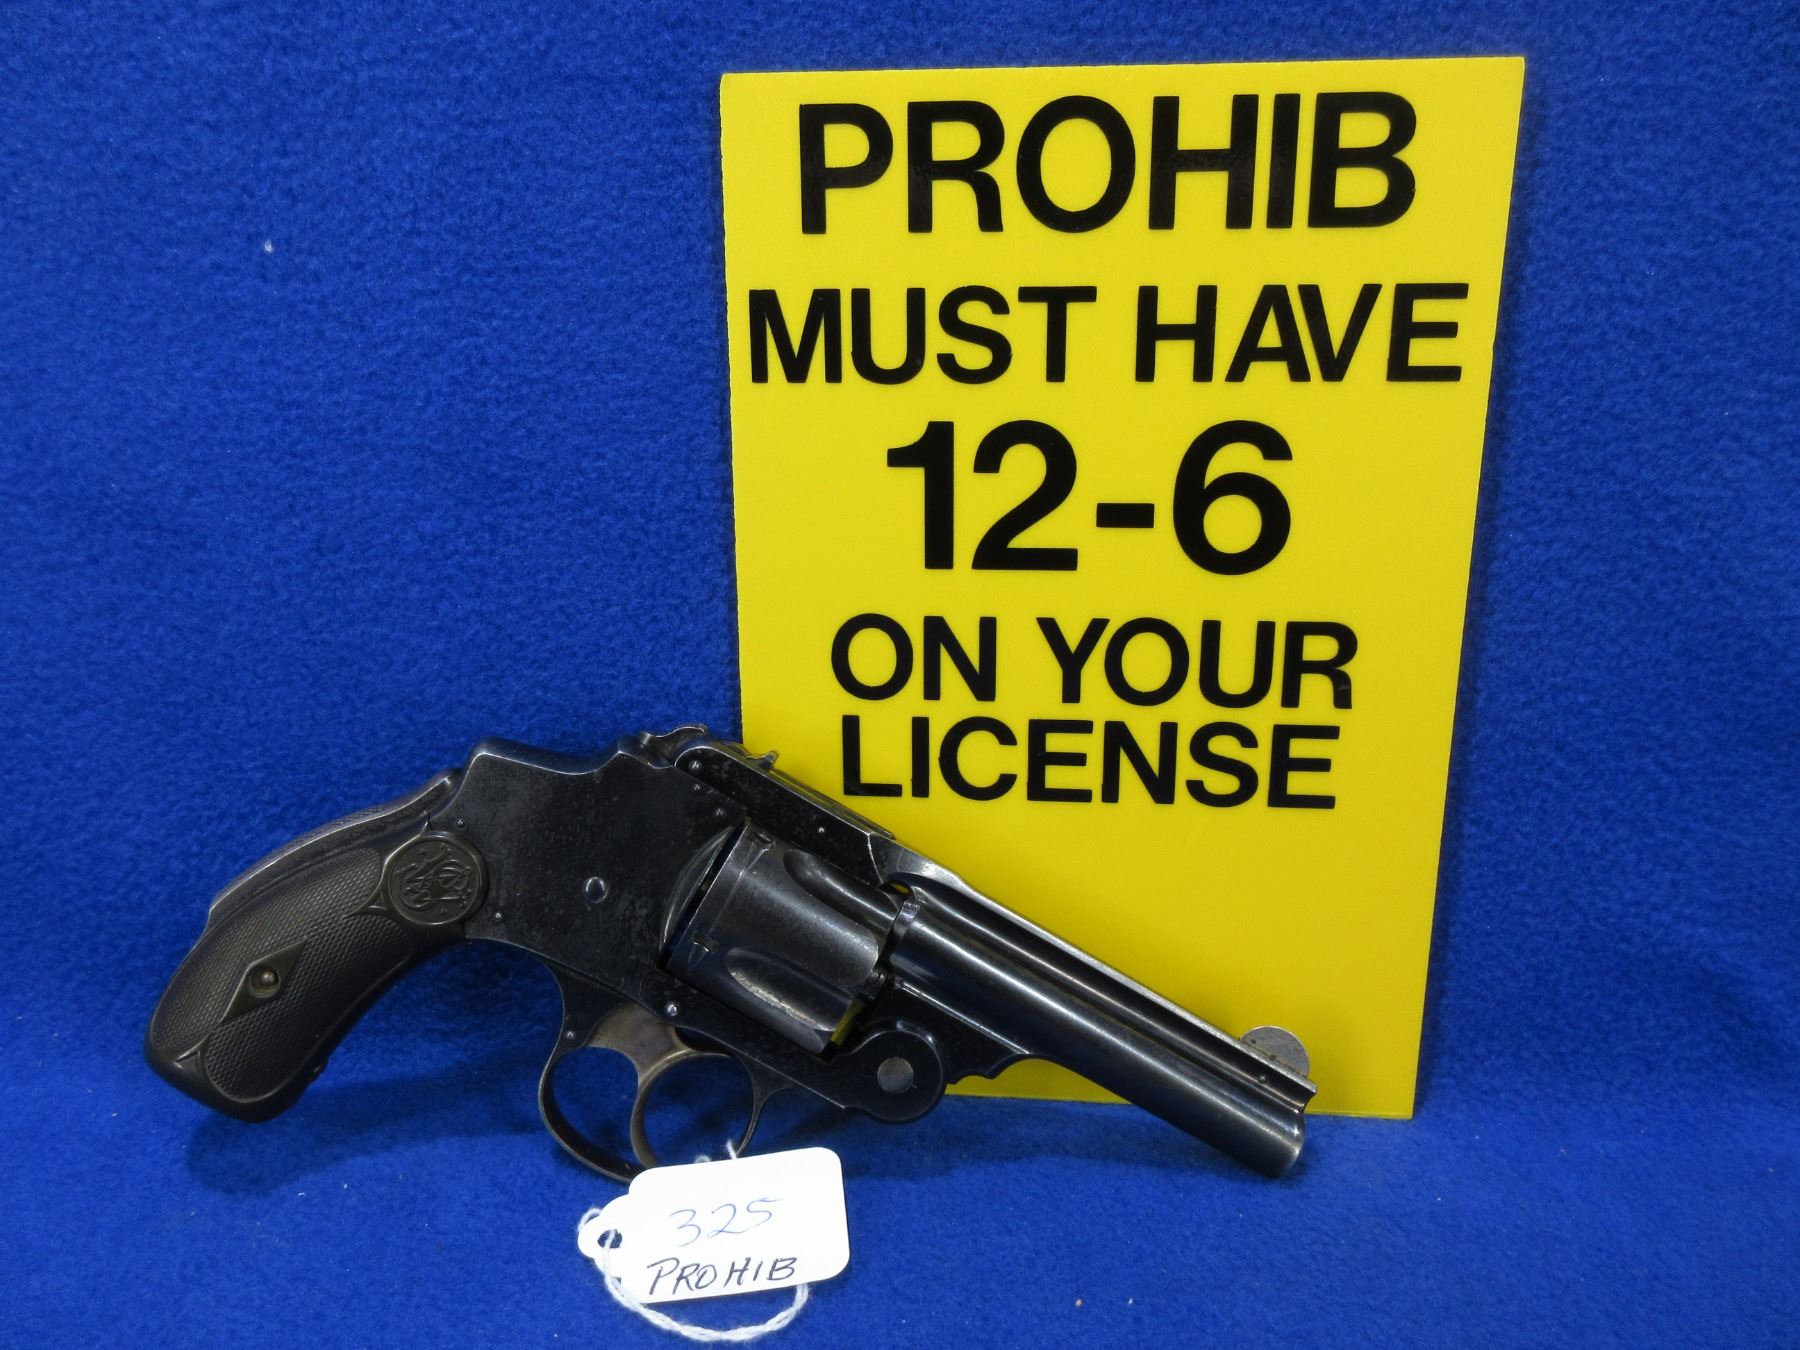 PROHIB
MUST HAVE
12-6
ON YOUR
LICENSE
325
PROHIB